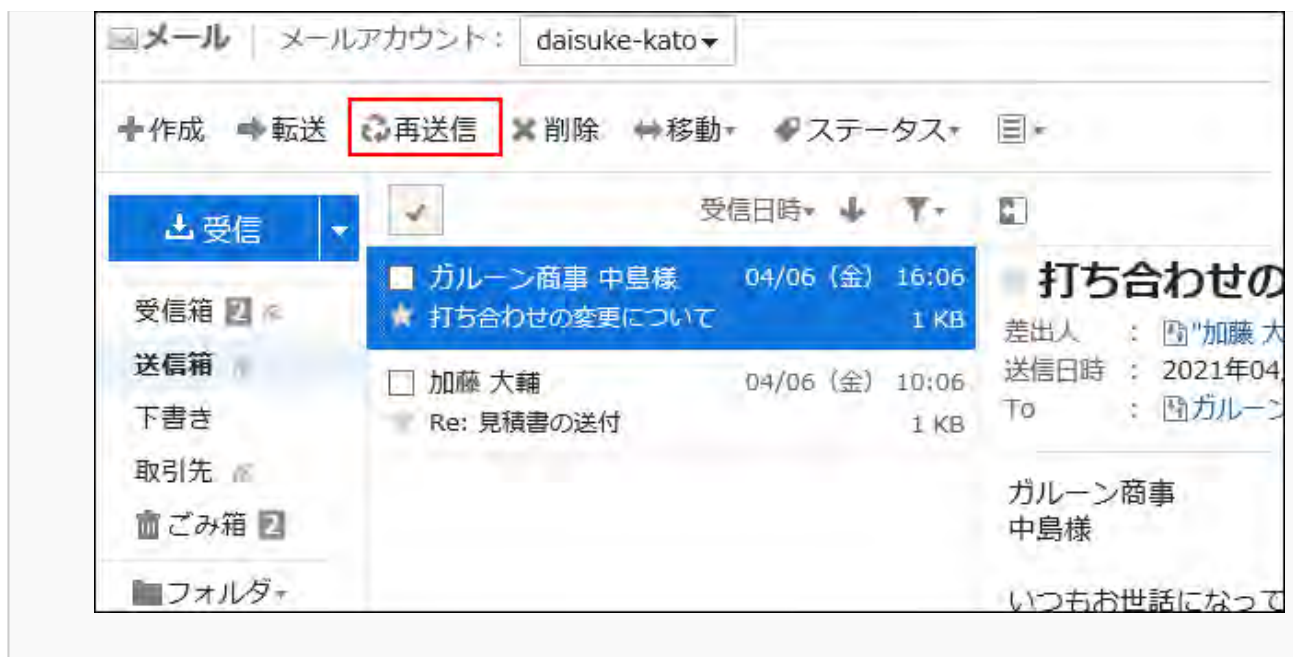 メール メールアカウント： daisuke-kato
作成 転送 再送信 削除 移動 ステータス
受信
受信日時
受信箱 2
送信箱
下書き
取引先
ごみ箱 2
フォルダ
ガルーン商事 中島様 04/06（金） 16:06
打ち合わせの変更について 1 KB
加藤 大輔 04/06（金） 10:06
Re: 見積書の送付 1 KB
打ち合わせの
差出人 ： "加藤 大
送信日時 ： 2021年04
To ： ガルーン
ガルーン商事
中島様
いつもお世話になって